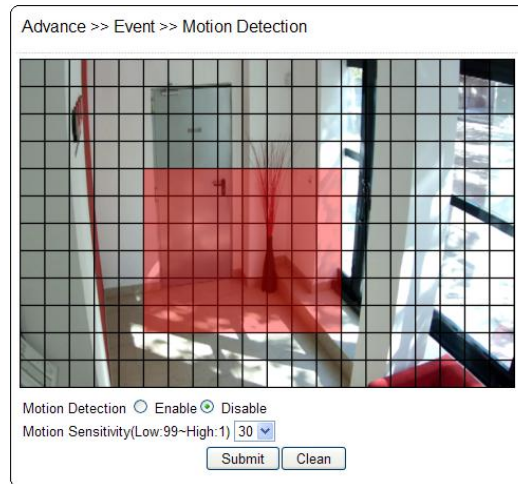 Advance >> Event >> Motion Detection
Motion Detection Enable Disable
Motion Sensitivity(Low:99~High:1) 30
Submit Clean